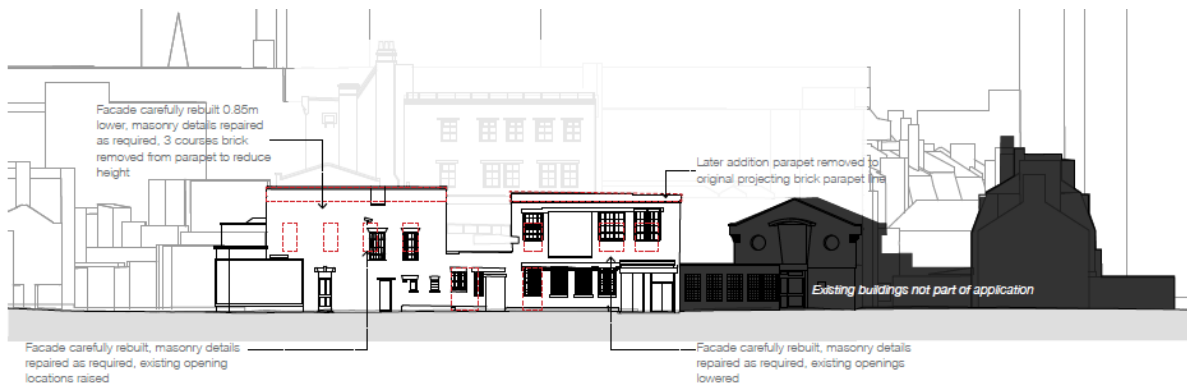 Facade carefully rebuilt 0.85m
lower, masonry details repaired
as required, 3 courses brick
removed from parapet to reduce
height
Later addition parapet removed to
original projecting brick parapet line
Existing buildings not part of application
Facade carefully rebuilt, masonry details
repaired as required, existing opening
locations raised
Facade carefully rebuilt, masonry details
repaired as required, existing openings
lowered